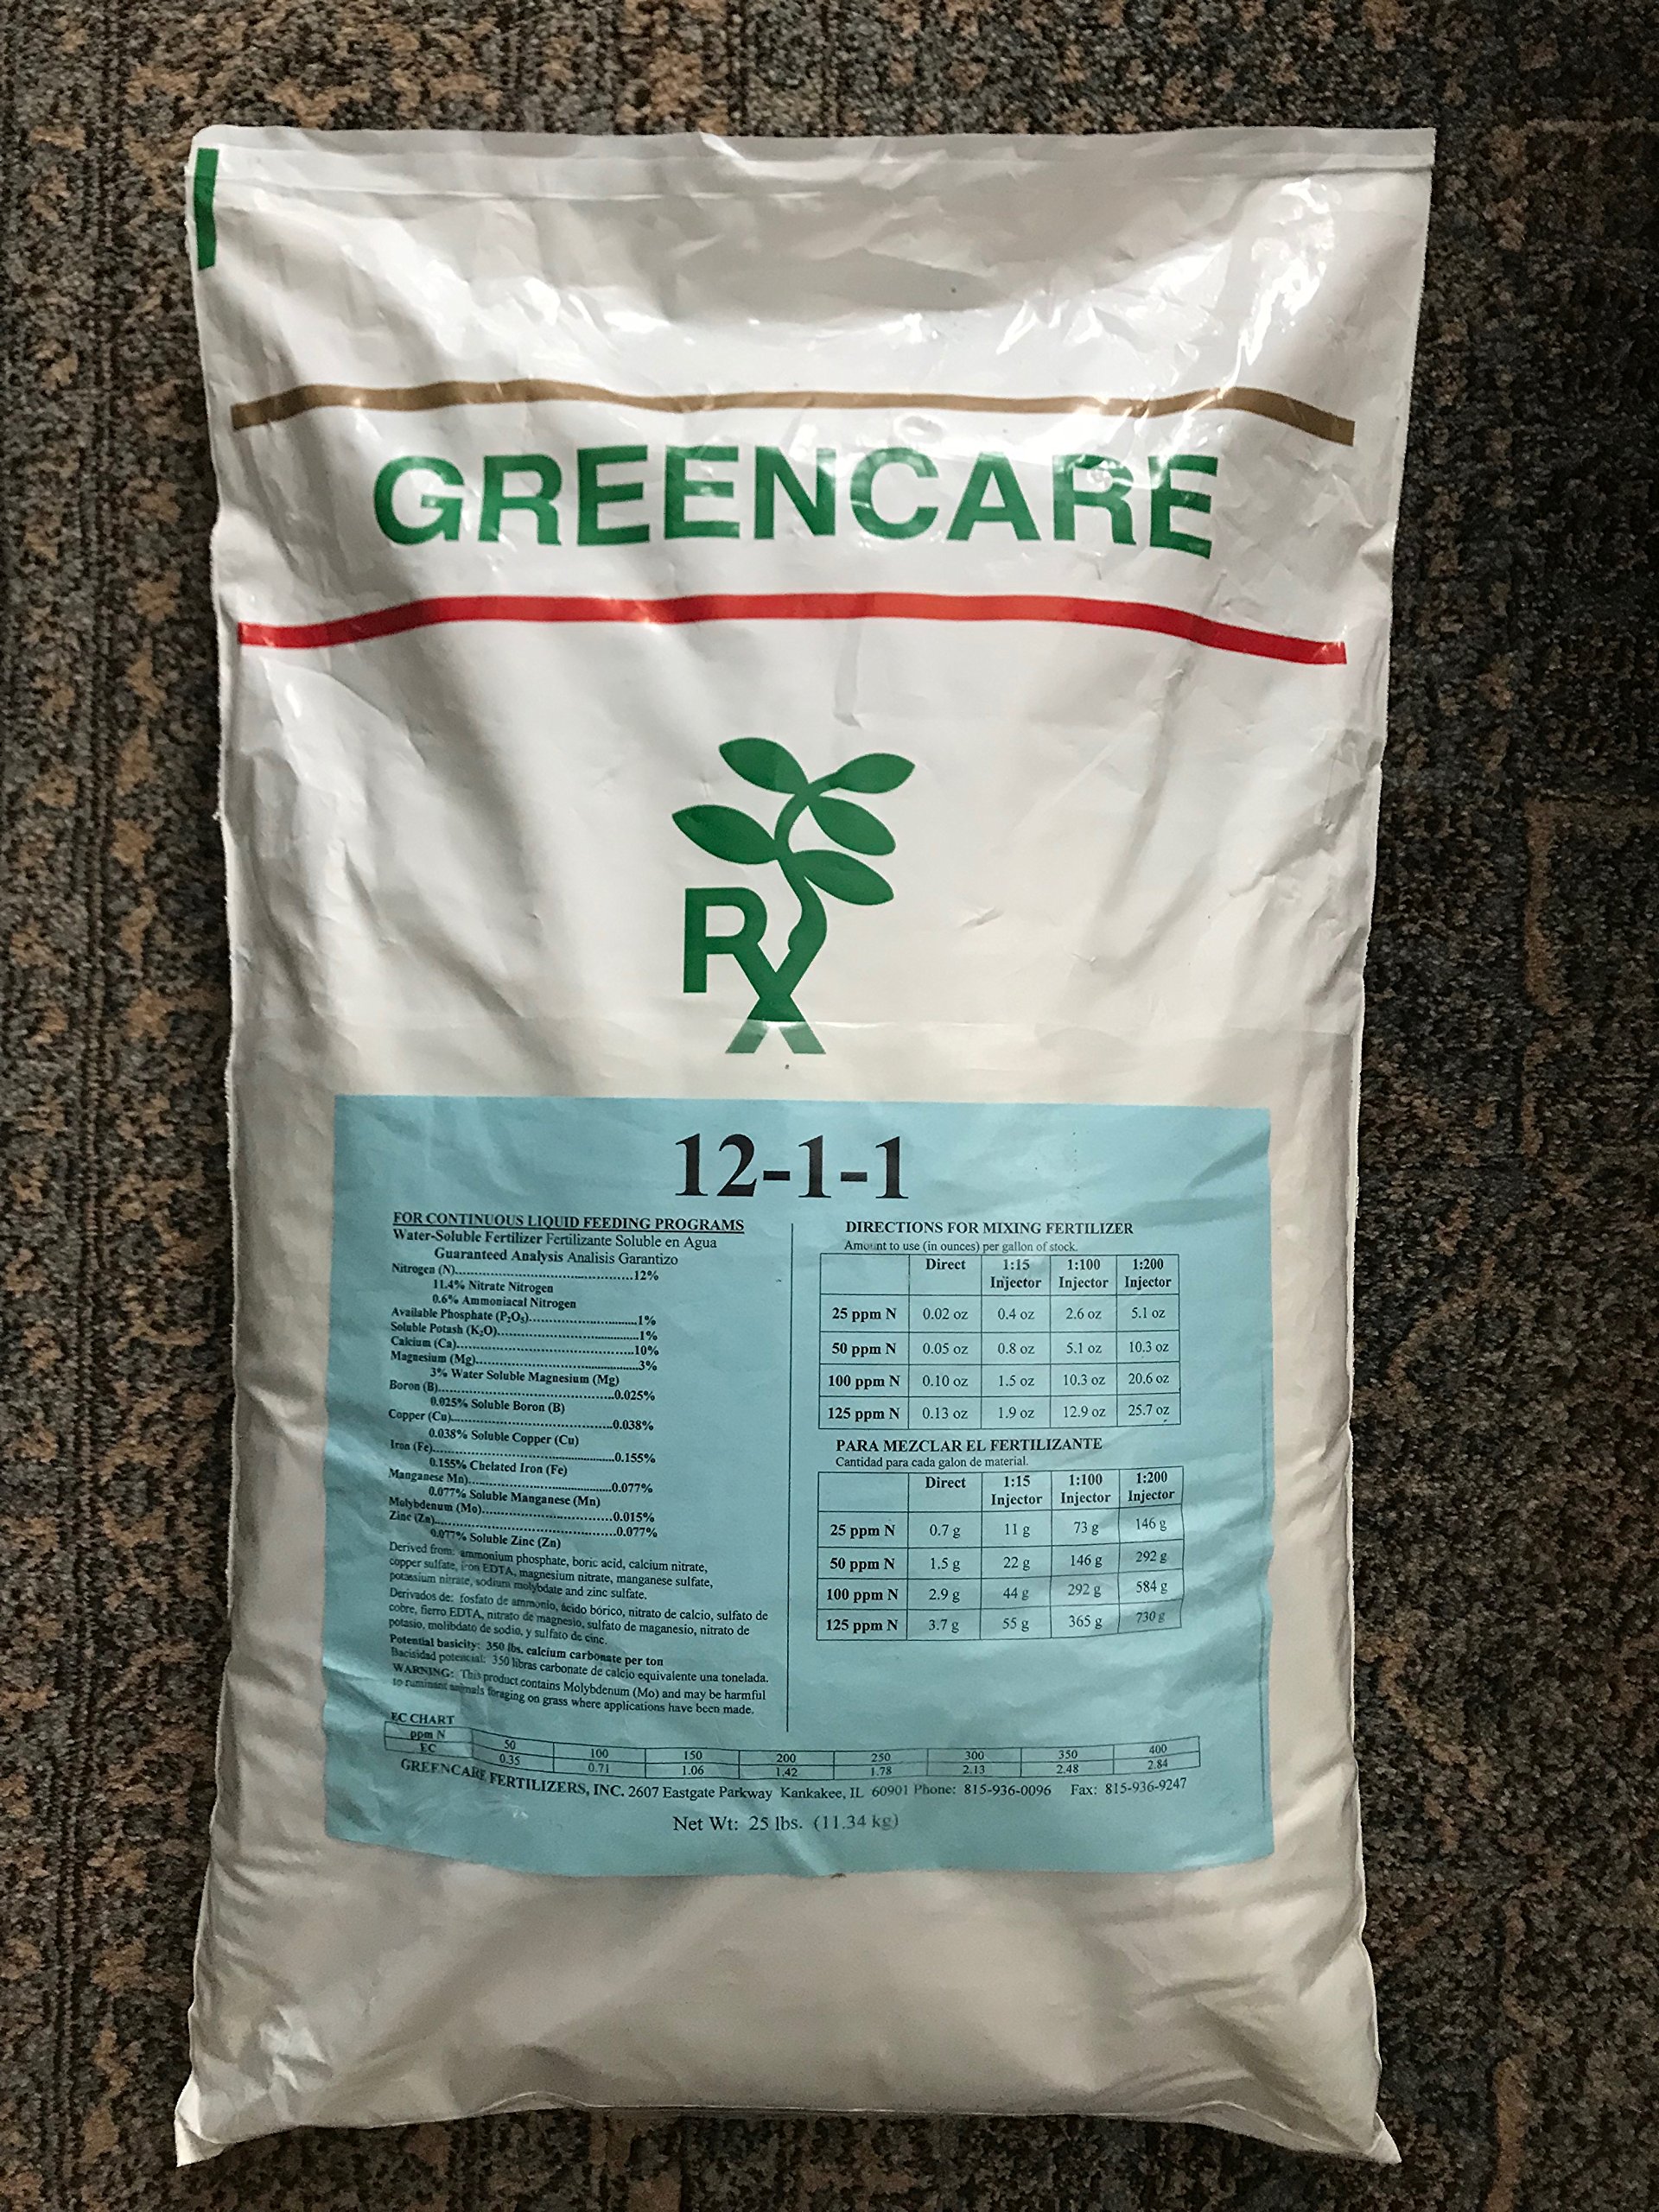 GREENCARE
Rx
12-1-1
FOR CONTINUOUS LIQUID FEEDING PROGRAMS
Water-Soluble Fertilizer Fertilizante Soluble en Agua
Guaranteed Analysis Analisis Garantizo
Nitrogen (N)..........12%
11.4% Nitrate Nitrogen
0.6% Ammoniacal Nitrogen
Available Phosphate (P₂O₅)..........1%
Soluble Potash (K₂O)..........1%
Calcium (Ca)..........10%
Magnesium (Mg)..........3%
3% Water Soluble Magnesium (Mg)
Boron (B)..........0.025%
0.025% Soluble Boron (B)
Copper (Cu)..........0.038%
0.038% Soluble Copper (Cu)
Iron (Fe)..........0.155%
0.155% Chelated Iron (Fe)
Manganese Mn)..........0.077%
0.077% Soluble Manganese (Mn)
Molybdenum (Mo)..........0.015%
Zinc (Zn)..........0.077%
0.077% Soluble Zinc (Zn)
Derived from: ammonium phosphate, boric acid, calcium nitrate,
copper sulfate, iron EDTA, magnesium nitrate, manganese sulfate,
potassium nitrate, sodium molybdate and zinc sulfate.
Derivados de: fosfato de ammonio, ácido bórico, nitrato de calcio, sulfato de
cobre, fierro EDTA, nitrato de magnesio, sulfato de maganesio, nitrato de
potasio, molibdato de sodio, y sulfato de cinc.
Potential basicity: 350 lbs. calcium carbonate per ton
Bacisidad potencial: 350 libras carbonate de calcio equivalente una tonelada.
WARNING: This product contains Molybdenum (Mo) and may be harmful
to ruminant animals foraging on grass where applications have been made.
DIRECTIONS FOR MIXING FERTILIZER
Amount to use (in ounces) per gallon of stock.
Direct 1:15 1:100 1:200
Injector Injector Injector
25 ppm N 0.02 oz 0.4 oz 2.6 oz 5.1 oz
50 ppm N 0.05 oz 0.8 oz 5.1 oz 10.3 oz
100 ppm N 0.10 oz 1.5 oz 10.3 oz 20.6 oz
125 ppm N 0.13 oz 1.9 oz 12.9 oz 25.7 oz
PARA MEZCLAR EL FERTILIZANTE
Cantidad para cada galon de material.
Direct 1:15 1:100 1:200
Injector Injector Injector
25 ppm N 0.7 g 11 g 73 g 146 g
50 ppm N 1.5 g 22 g 146 g 292 g
100 ppm N 2.9 g 44 g 292 g 584 g
125 ppm N 3.7 g 55 g 365 g 730 g
EC CHART
ppm N 50 100 150 200 250 300 350 400
EC 0.35 0.71 1.06 1.42 1.78 2.13 2.48 2.84
GREENCARE FERTILIZERS, INC. 2607 Eastgate Parkway Kankakee, IL 60901 Phone: 815-936-0096 Fax: 815-936-9247
Net Wt: 25 lbs. (11.34 kg)